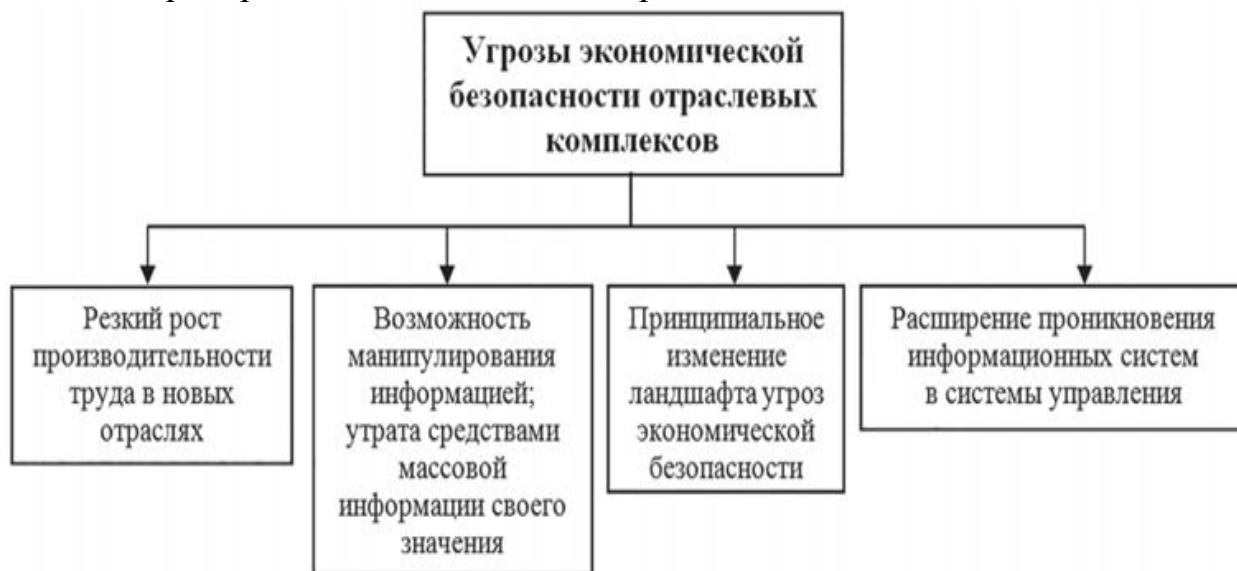 Угрозы экономической
безопасности отраслевых
комплексов
Резкий рост
производительности
труда в новых
отраслях
Возможность
манипулирования
информацией;
утрата средствами
массовой
информации своего
значения
Принципиальное
изменение
ландшафта угроз
экономической
безопасности
Расширение проникновения
информационных систем
в системы управления